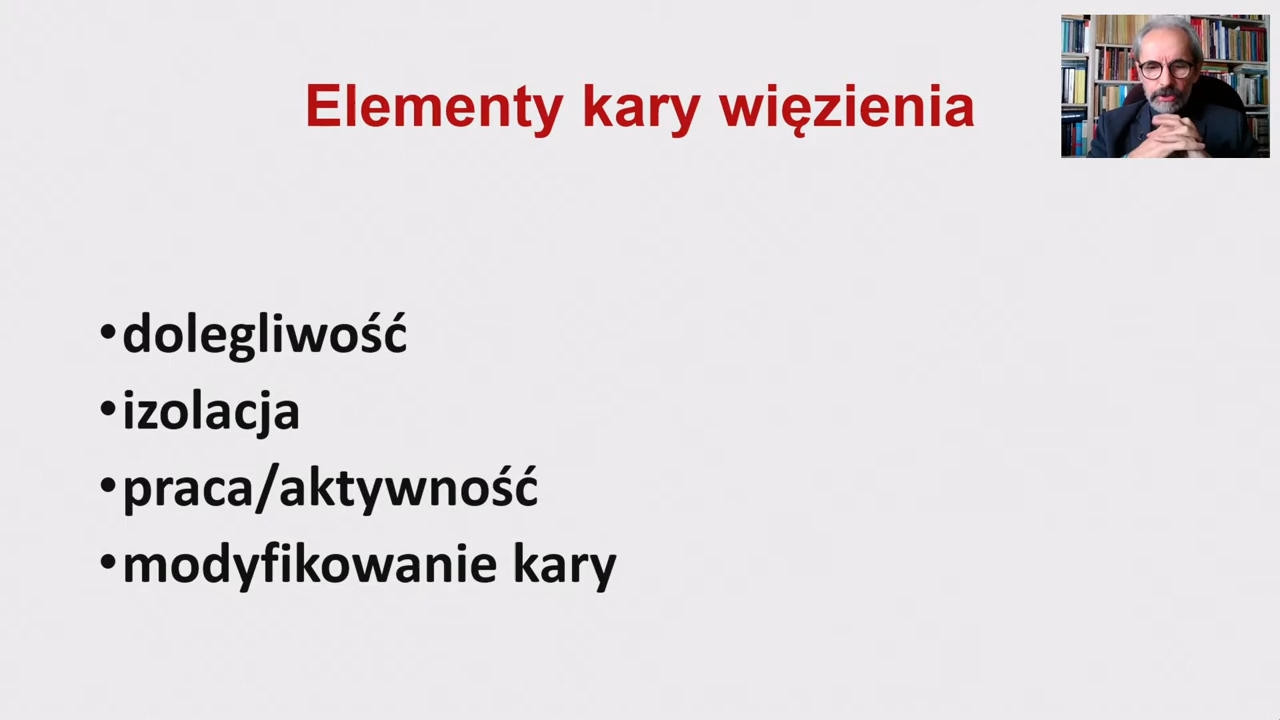 Elementy kary więzienia
•dolegliwość
•izolacja
•praca/aktywność
•modyfikowanie kary